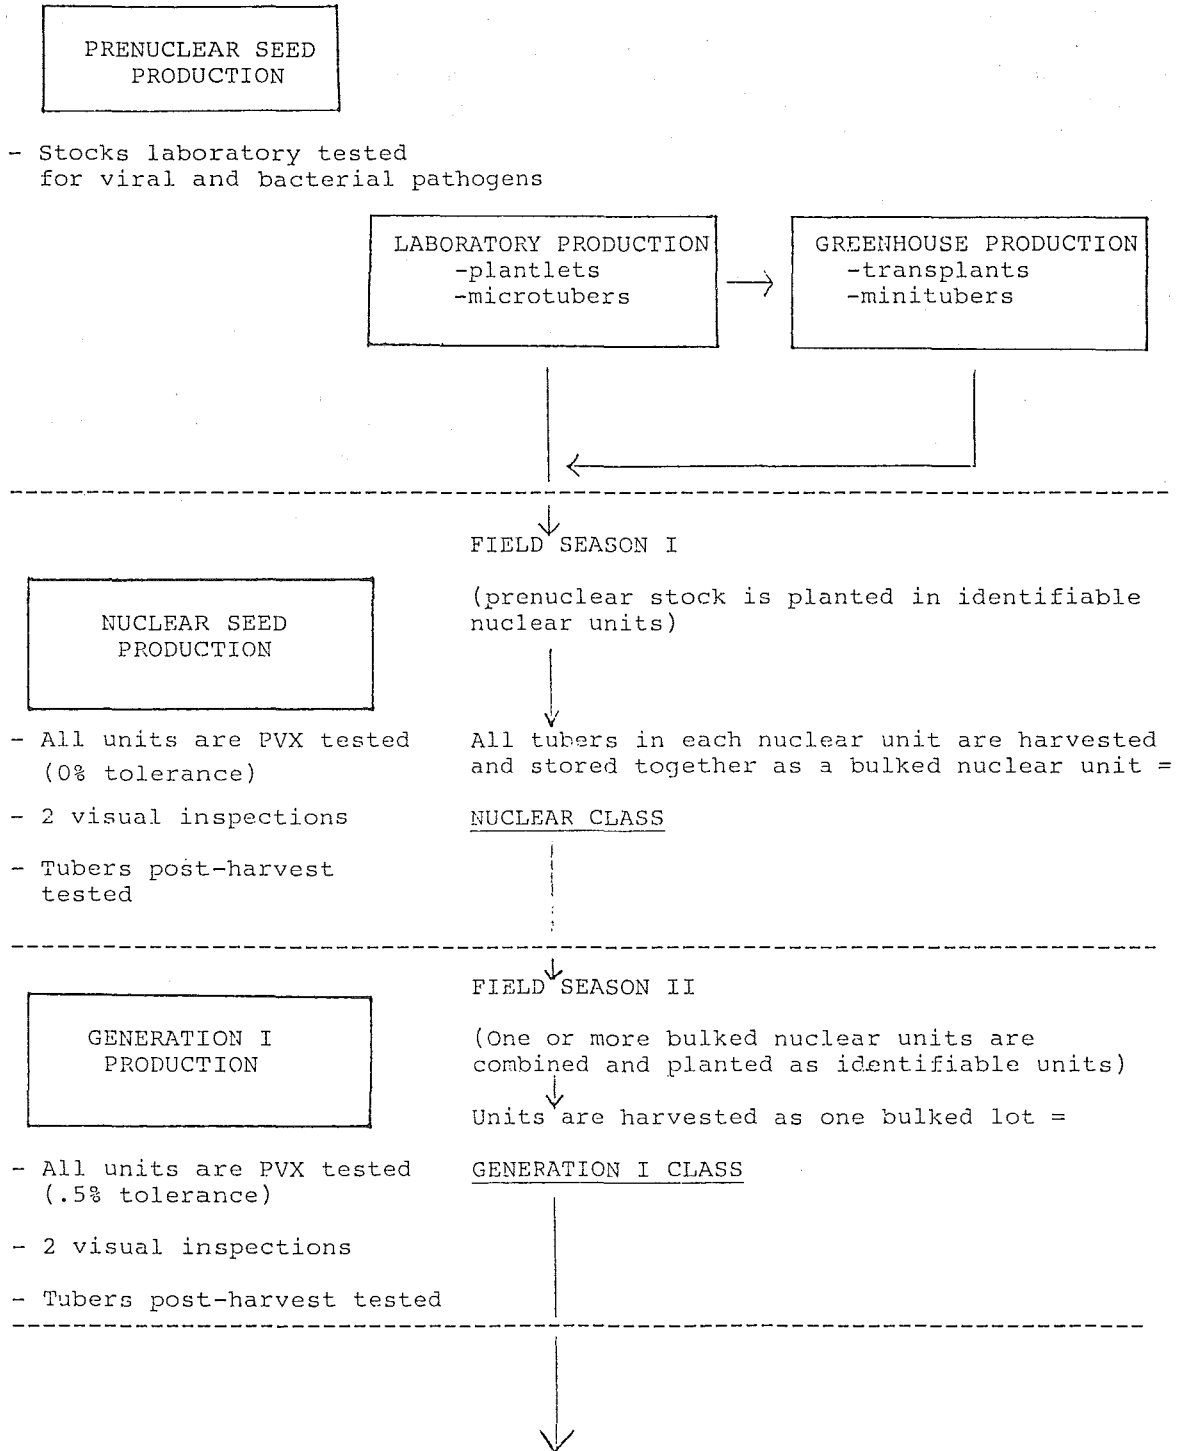 PRENUCLEAR SEED
PRODUCTION
- Stocks laboratory tested
for viral and bacterial pathogens
LABORATORY PRODUCTION
-plantlets
-microtubers
GREENHOUSE PRODUCTION
-transplants
-minitubers
FIELD SEASON I
(prenuclear stock is planted in identifiable
nuclear units)
NUCLEAR SEED
PRODUCTION
- All units are PVX tested
(0% tolerance)
- 2 visual inspections
- Tubers post-harvest
tested
All tubers in each nuclear unit are harvested
and stored together as a bulked nuclear unit =
NUCLEAR CLASS
FIELD SEASON II
(One or more bulked nuclear units are
combined and planted as identifiable units)
Units are harvested as one bulked lot =
GENERATION I CLASS
GENERATION I
PRODUCTION
- All units are PVX tested
(.5% tolerance)
- 2 visual inspections
- Tubers post-harvest tested